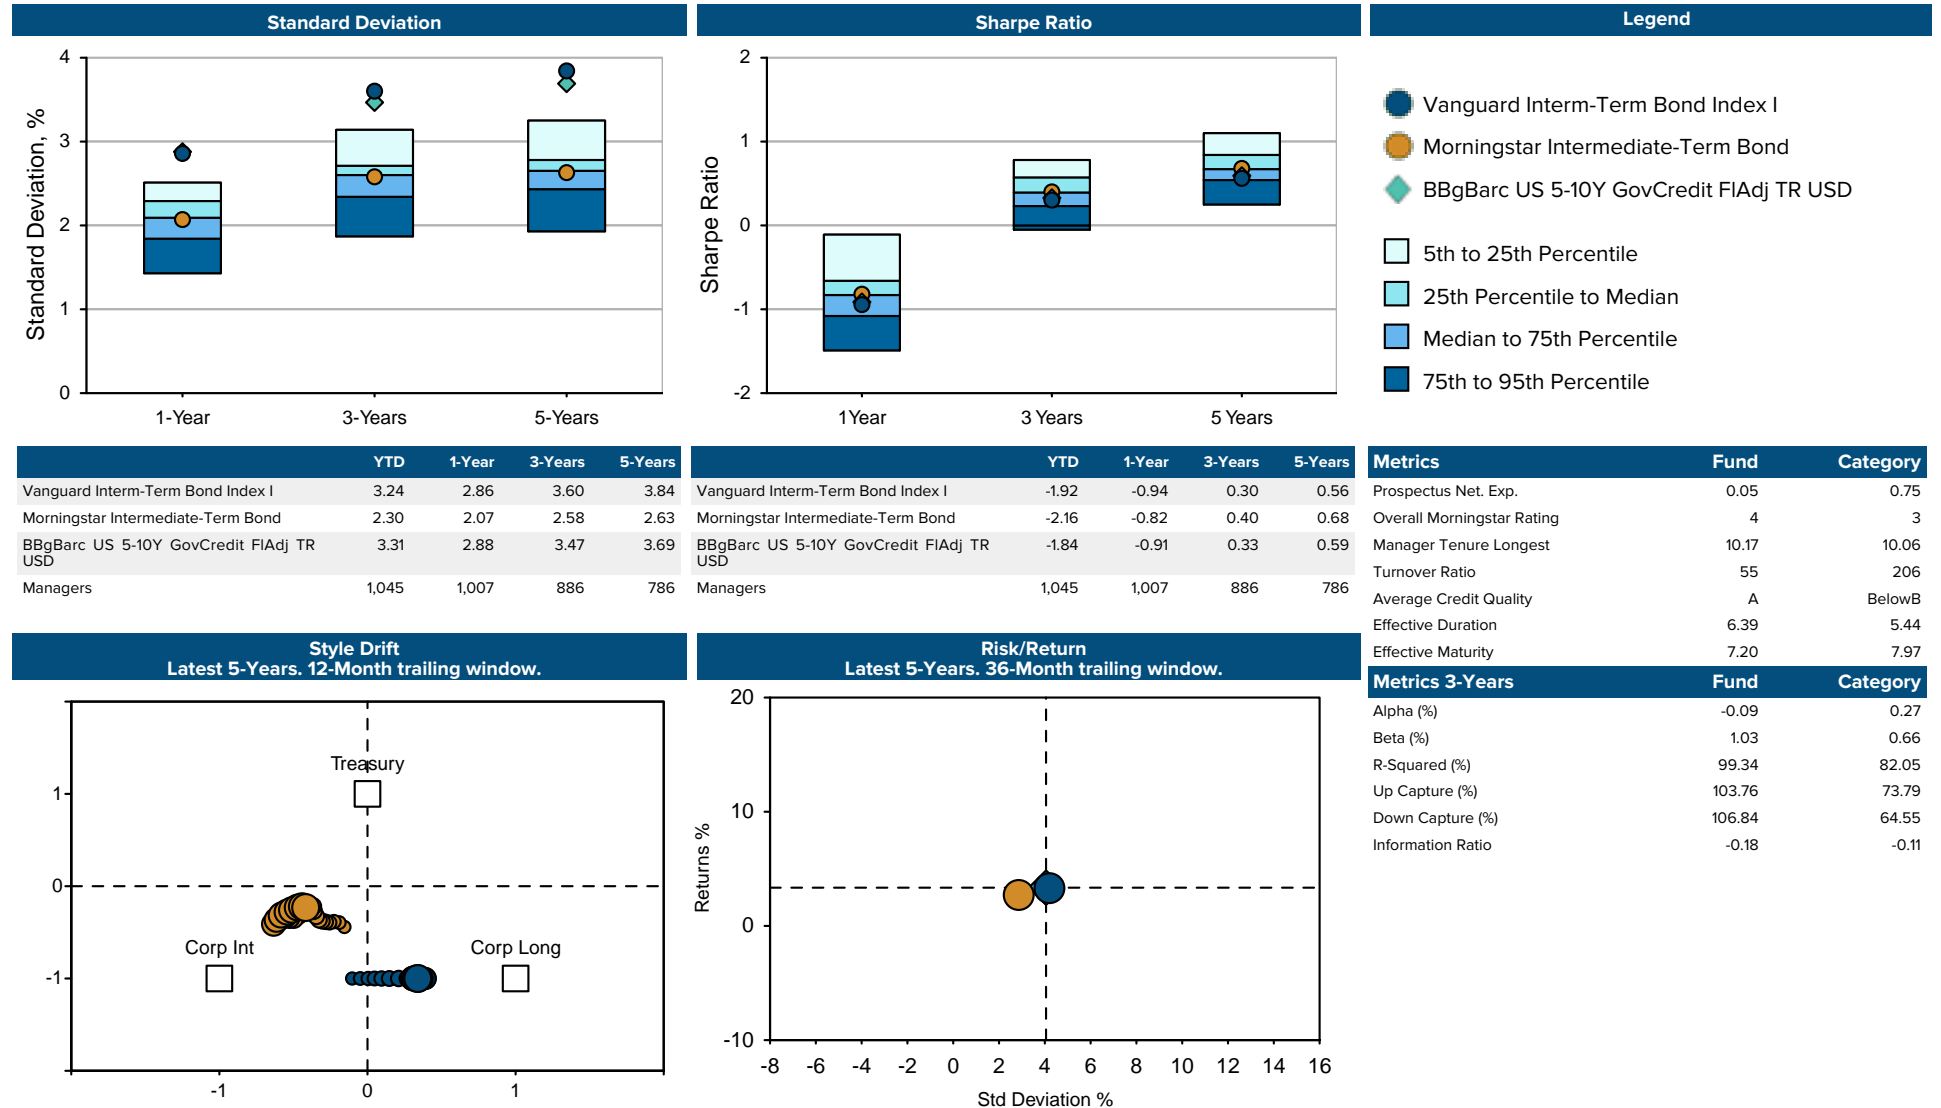 Standard Deviation
4
3
2
1
0
Standard Deviation, %
1-Year
3-Years
5-Years
Sharpe Ratio
2
1
0
-1
-2
Sharpe Ratio
1Year
3 Years
5 Years
Legend
Vanguard Interm-Term Bond Index I
Morningstar Intermediate-Term Bond
BBgBarc US 5-10Y GovCredit FlAdj TR USD
5th to 25th Percentile
25th Percentile to Median
Median to 75th Percentile
75th to 95th Percentile
YTD 1-Year 3-Years 5-Years
Vanguard Interm-Term Bond Index I 3.24 2.86 3.60 3.84
Morningstar Intermediate-Term Bond 2.30 2.07 2.58 2.63
BBgBarc US 5-10Y GovCredit FlAdj TR 3.31 2.88 3.47 3.69
USD
Managers 1,045 1,007 886 786
YTD 1-Year 3-Years 5-Years
Vanguard Interm-Term Bond Index I -1.92 -0.94 0.30 0.56
Morningstar Intermediate-Term Bond -2.16 -0.82 0.40 0.68
BBgBarc US 5-10Y GovCredit FlAdj TR -1.84 -0.91 0.33 0.59
USD
Managers 1,045 1,007 886 786
Metrics Fund Category
Prospectus Net. Exp. 0.05 0.75
Overall Morningstar Rating 4 3
Manager Tenure Longest 10.17 10.06
Turnover Ratio 55 206
Average Credit Quality A BelowB
Effective Duration 6.39 5.44
Effective Maturity 7.20 7.97
Metrics 3-Years Fund Category
Alpha (%) -0.09 0.27
Beta (%) 1.03 0.66
R-Squared (%) 99.34 82.05
Up Capture (%) 103.76 73.79
Down Capture (%) 106.84 64.55
Information Ratio -0.18 -0.11
Style Drift
Latest 5-Years. 12-Month trailing window.
Treasury
1
0
Corp Int
Corp Long
-1
-1 0 1
Risk/Return
Latest 5-Years. 36-Month trailing window.
20
10
0
-10
Returns %
-8 -6 -4 -2 0 2 4 6 8 10 12 14 16
Std Deviation %